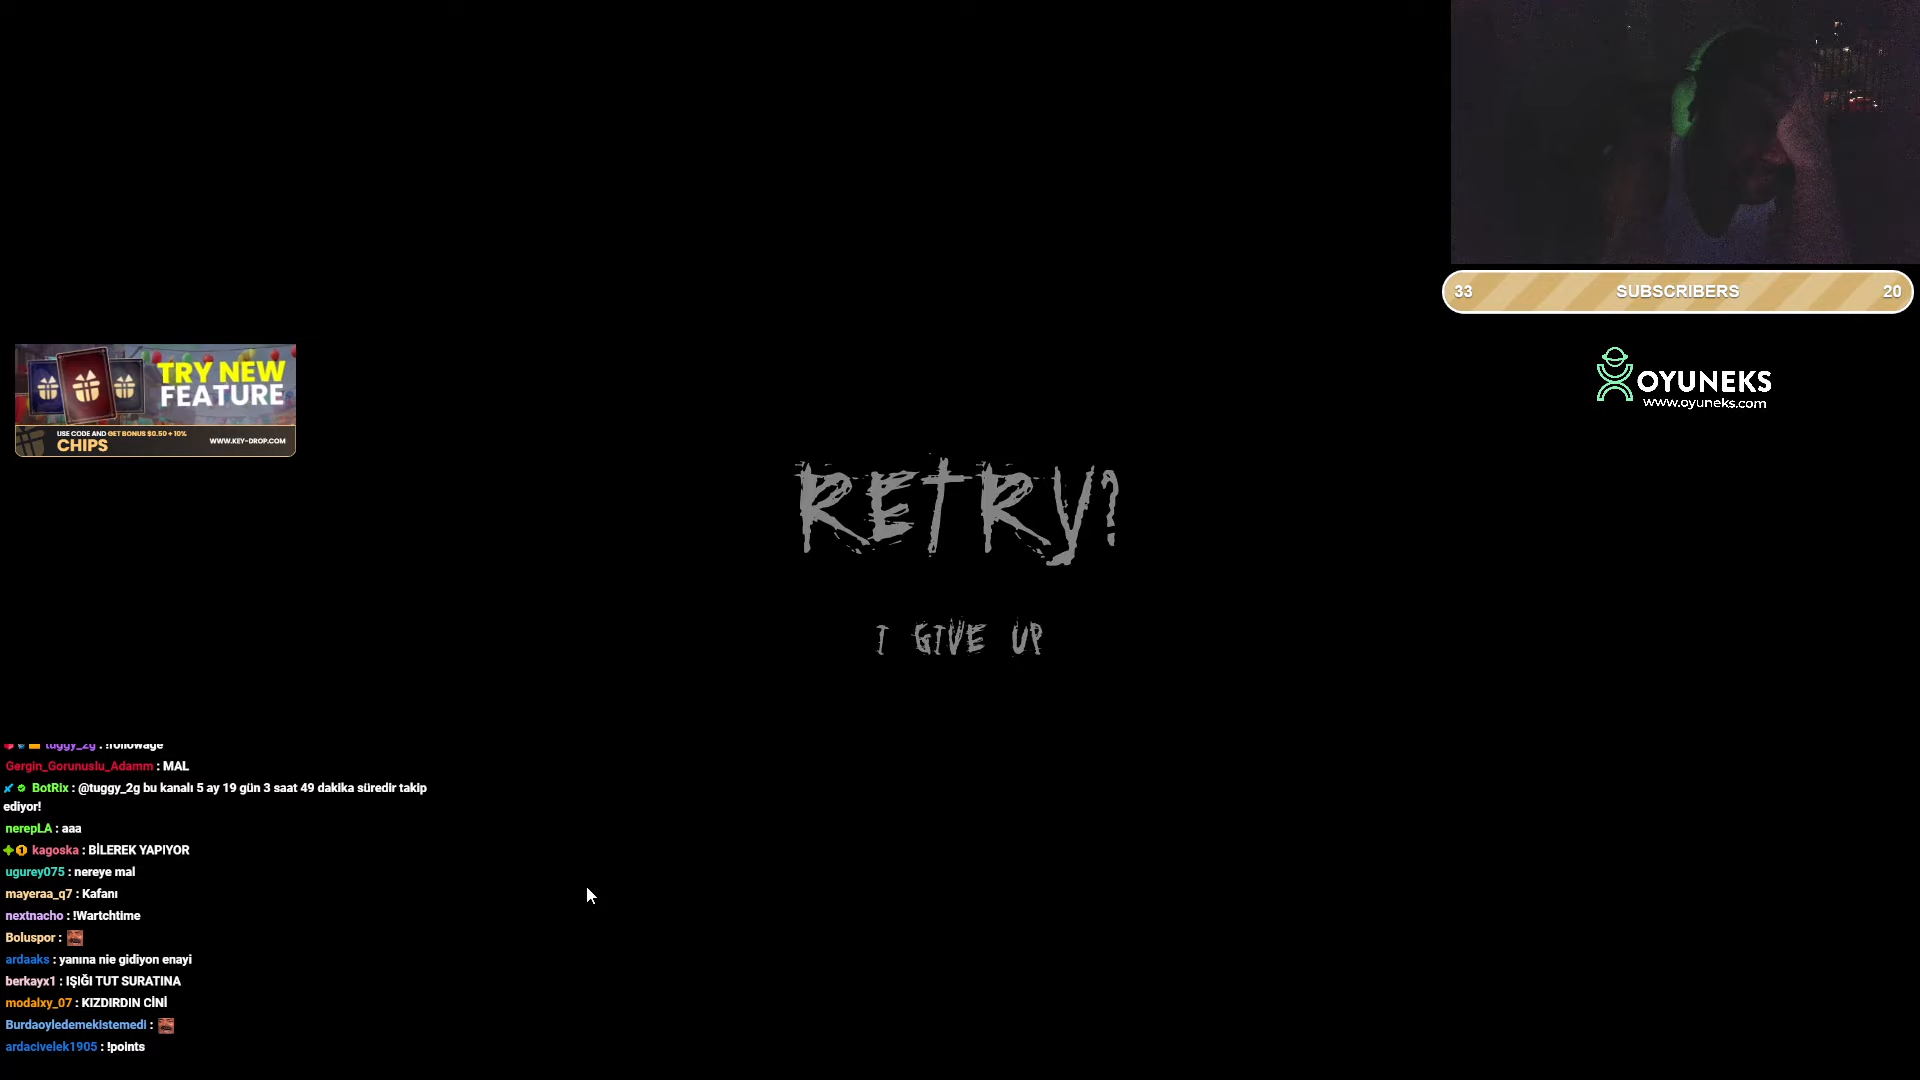 33 SUBSCRIBERS 20
TRY NEW
FEATURE
USE CODE AND GET BONUS $0.50 + 10%
CHIPS
WWW.KEY-DROP.COM
OYUNEKS
www.oyuneks.com
RETRY?
I GIVE UP
tuggy_2g : !followage
Gergin_Gorunuslu_Adamm : MAL
BotRix : @tuggy_2g bu kanalı 5 ay 19 gün 3 saat 49 dakika süredir takip
ediyor!
nerepLA : aaa
kagoska : BİLEREK YAPIYOR
ugurey075 : nereye mal
mayeraa_q7 : Kafanı
nextnacho : !Wartchtime
Boluspor :
ardaaks : yanına nie gidiyon enayi
berkayx1 : IŞIĞI TUT SURATINA
modalxy_07 : KIZDIRDIN CİNİ
Burdaoyledemekistemedi :
ardacivelek1905 : !points